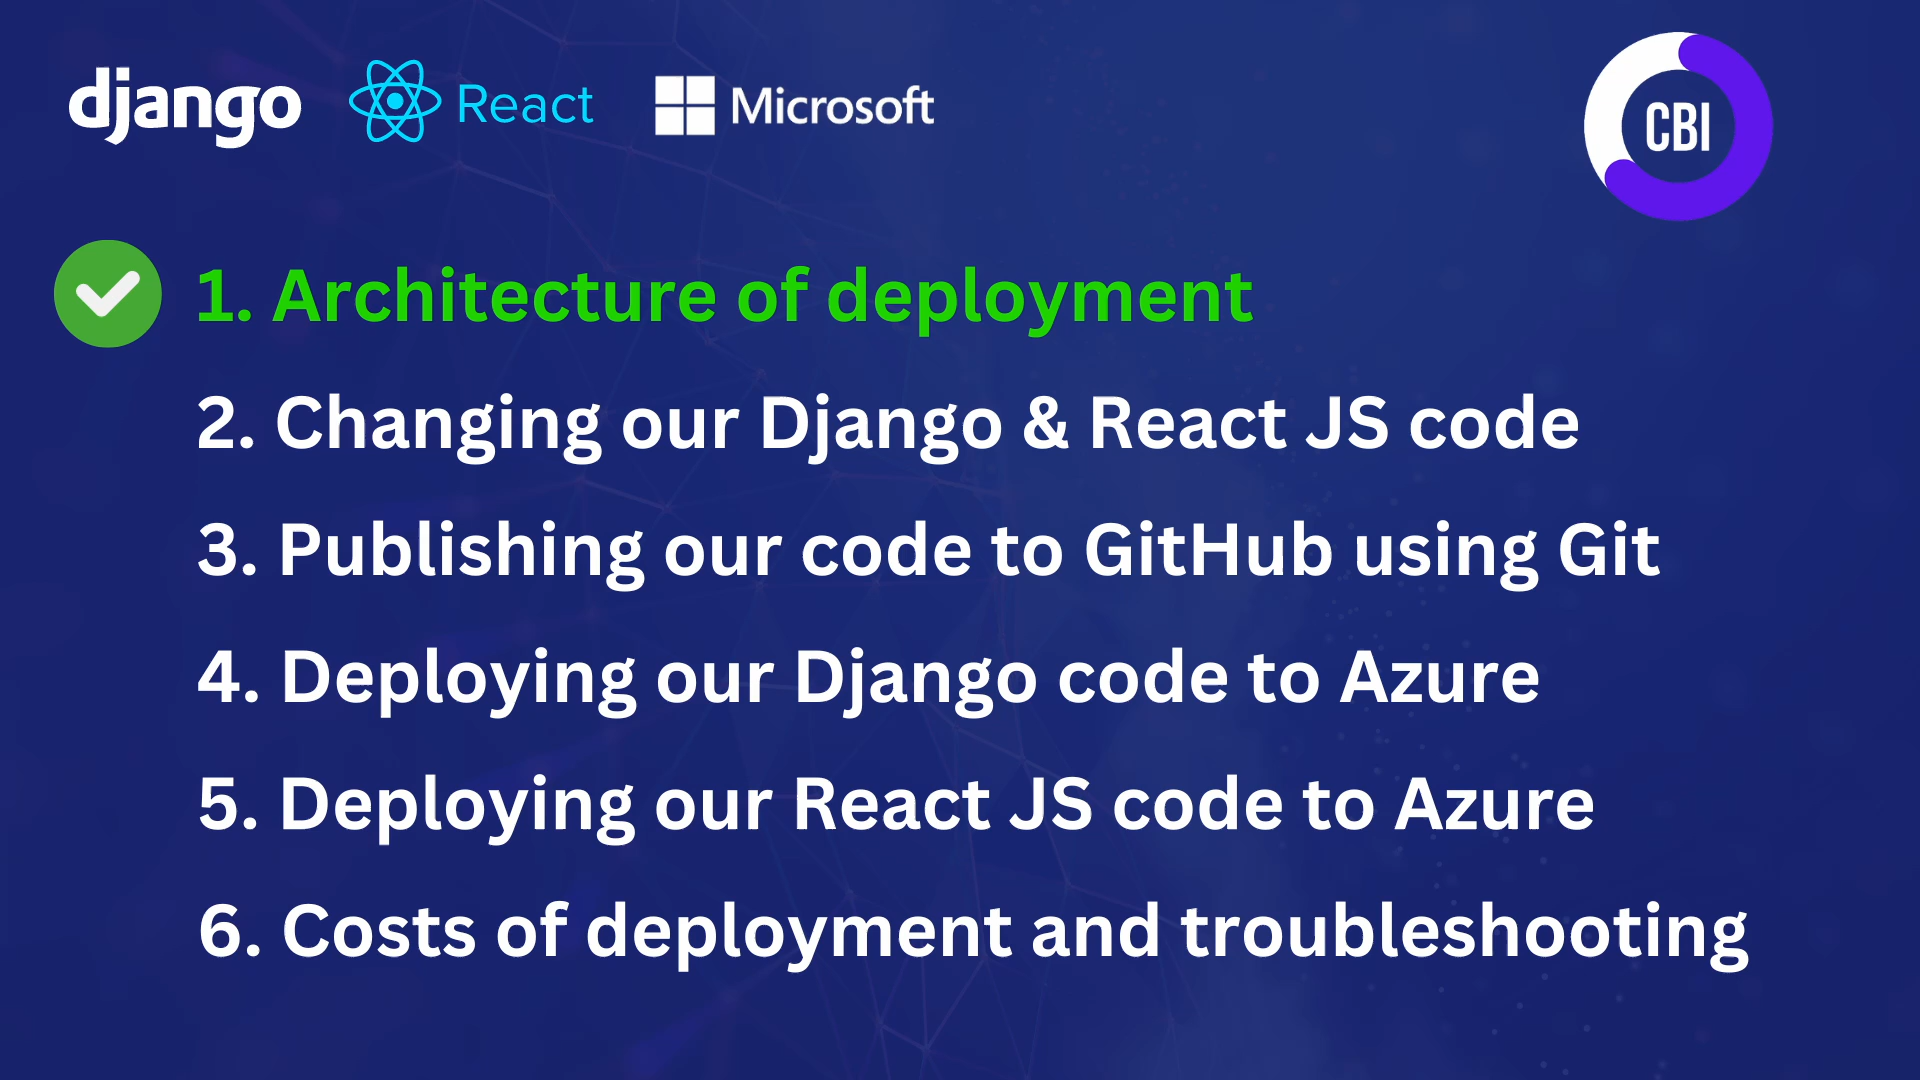 django React Microsoft CBI
1. Architecture of deployment
2. Changing our Django & React JS code
3. Publishing our code to GitHub using Git
4. Deploying our Django code to Azure
5. Deploying our React JS code to Azure
6. Costs of deployment and troubleshooting